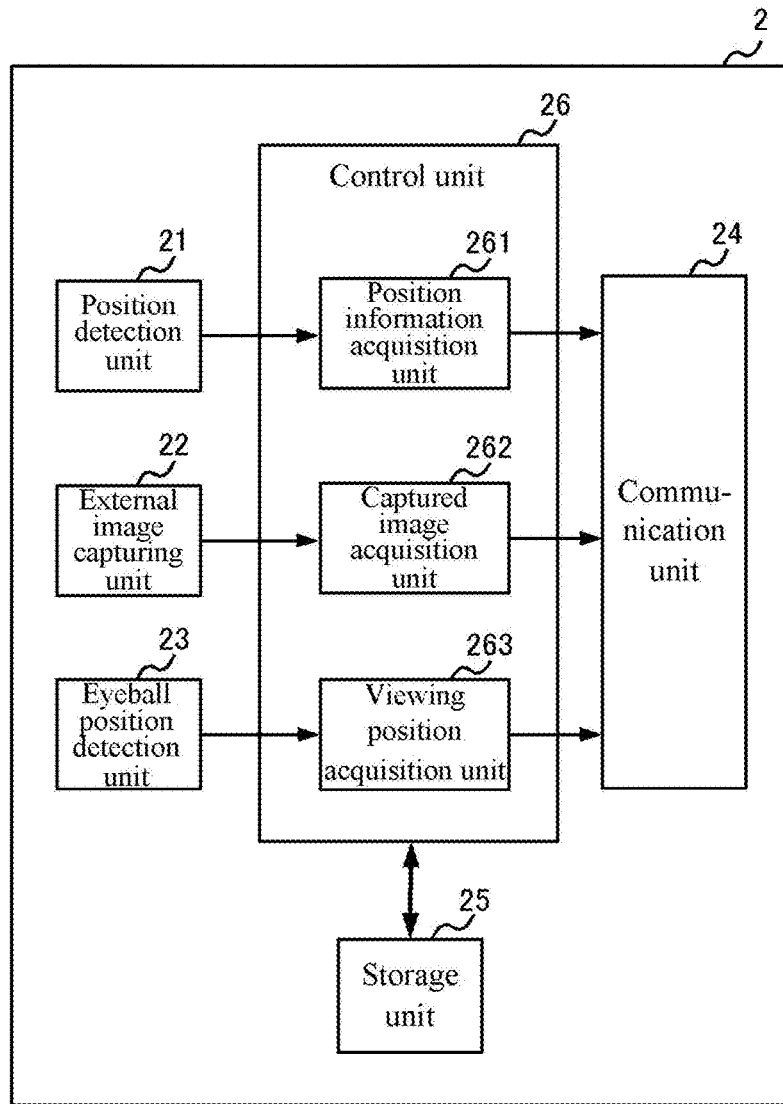 2
26
Control unit
21
Position
detection
unit
261
Position
information
acquisition
unit
24
Commu-
nication
unit
22
External
image
capturing
unit
262
Captured
image
acquisition
unit
23
Eyeball
position
detection
unit
263
Viewing
position
acquisition unit
25
Storage
unit